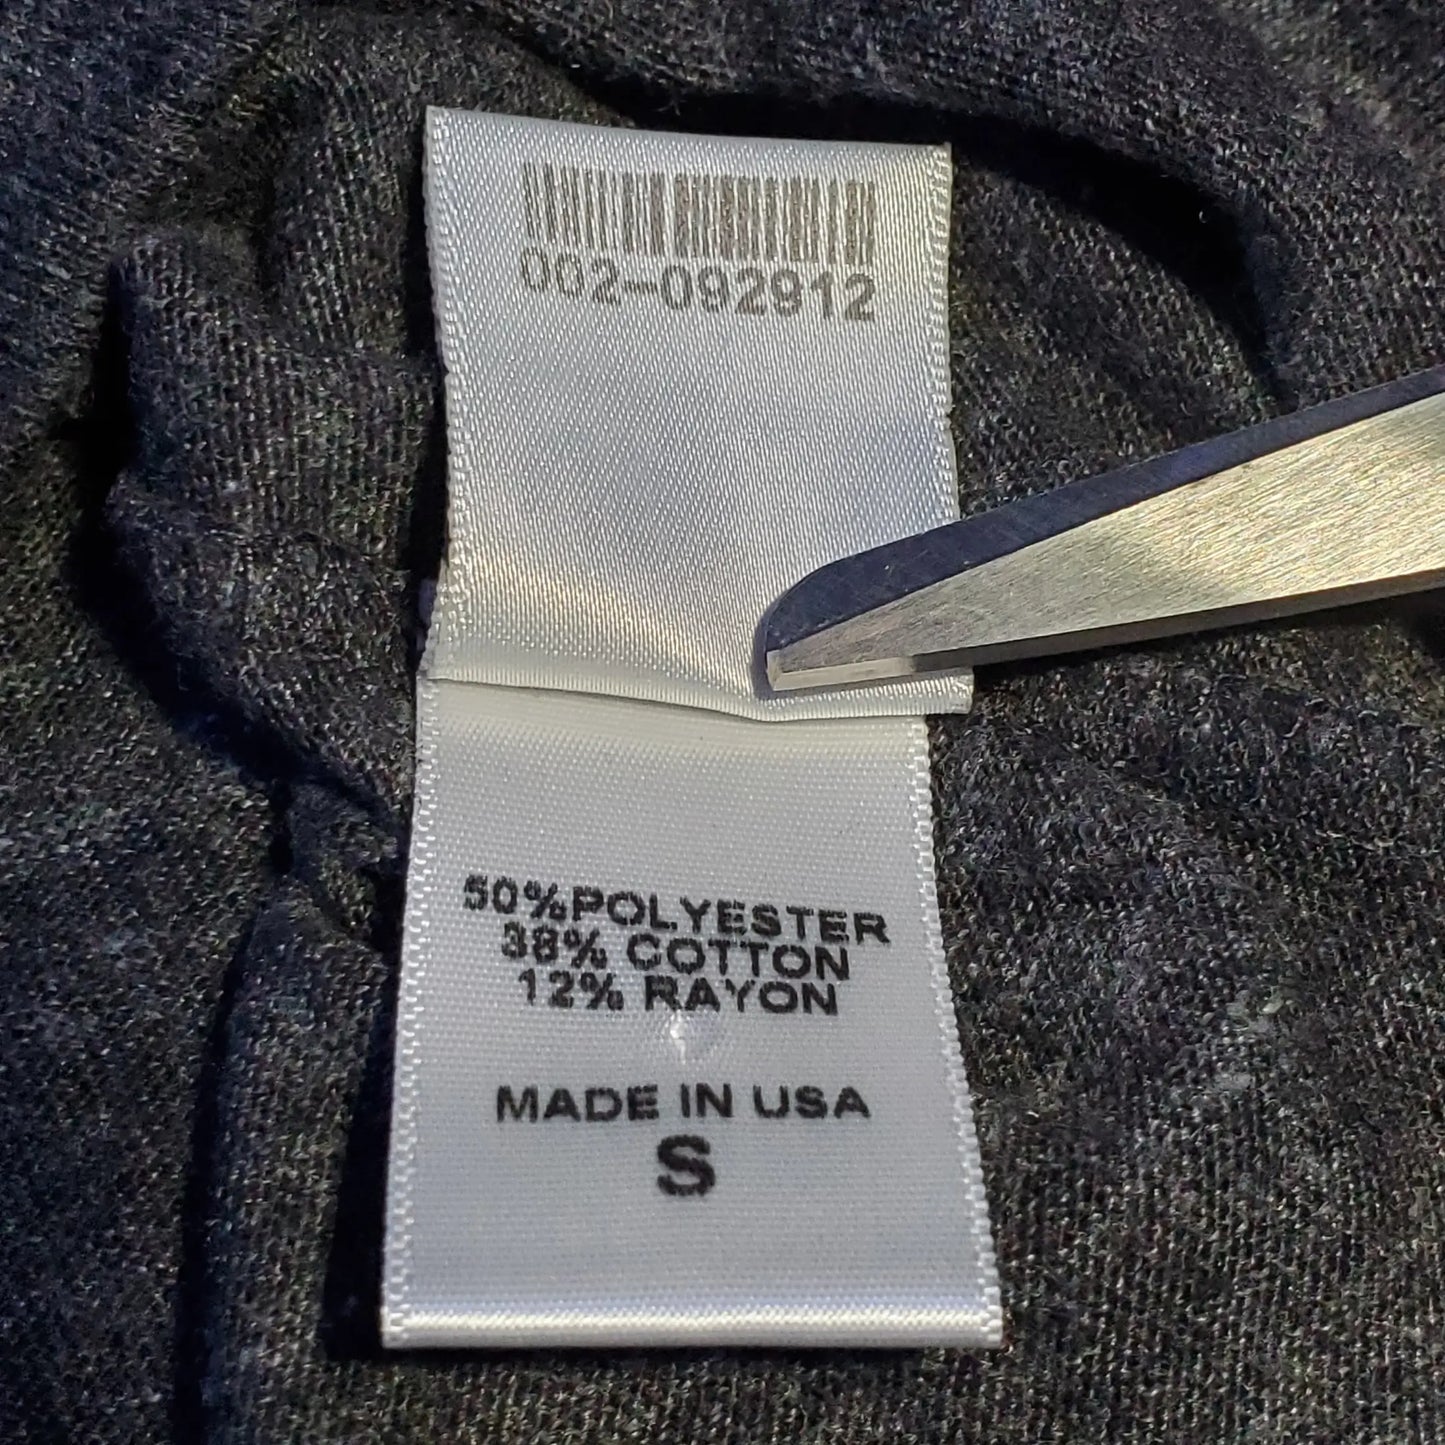 002-092912
50%POLYESTER
38% COTTON
12% RAYON
MADE IN USA
S